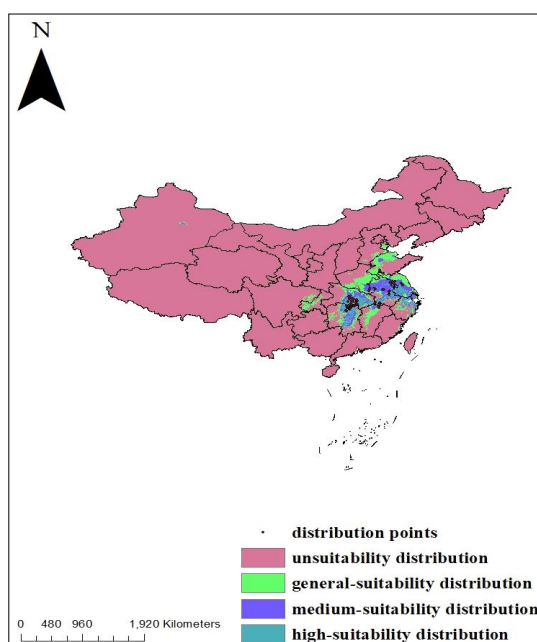 N
distribution points
unsuitability distribution
general-suitability distribution
medium-suitability distribution
high-suitability distribution
0 480 960 1,920 Kilometers